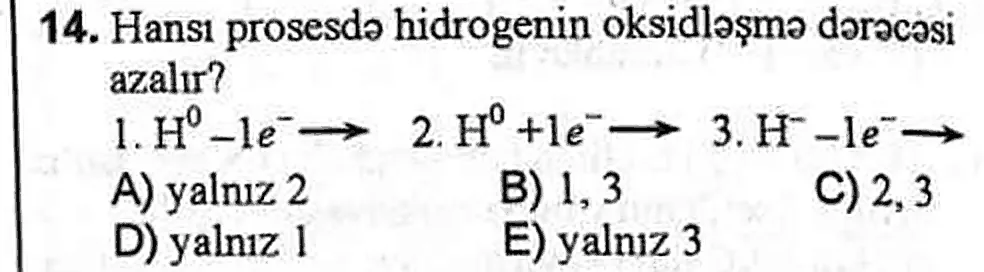 14. Hansı prosesdə hidrogenin oksidləşmə dərəcəsi
azalır?
1. H⁰ –1e⁻ ⟶ 2. H⁰ +1e⁻ ⟶ 3. H⁻ –1e⁻ ⟶
A) yalnız 2 B) 1, 3 C) 2, 3
D) yalnız 1 E) yalnız 3